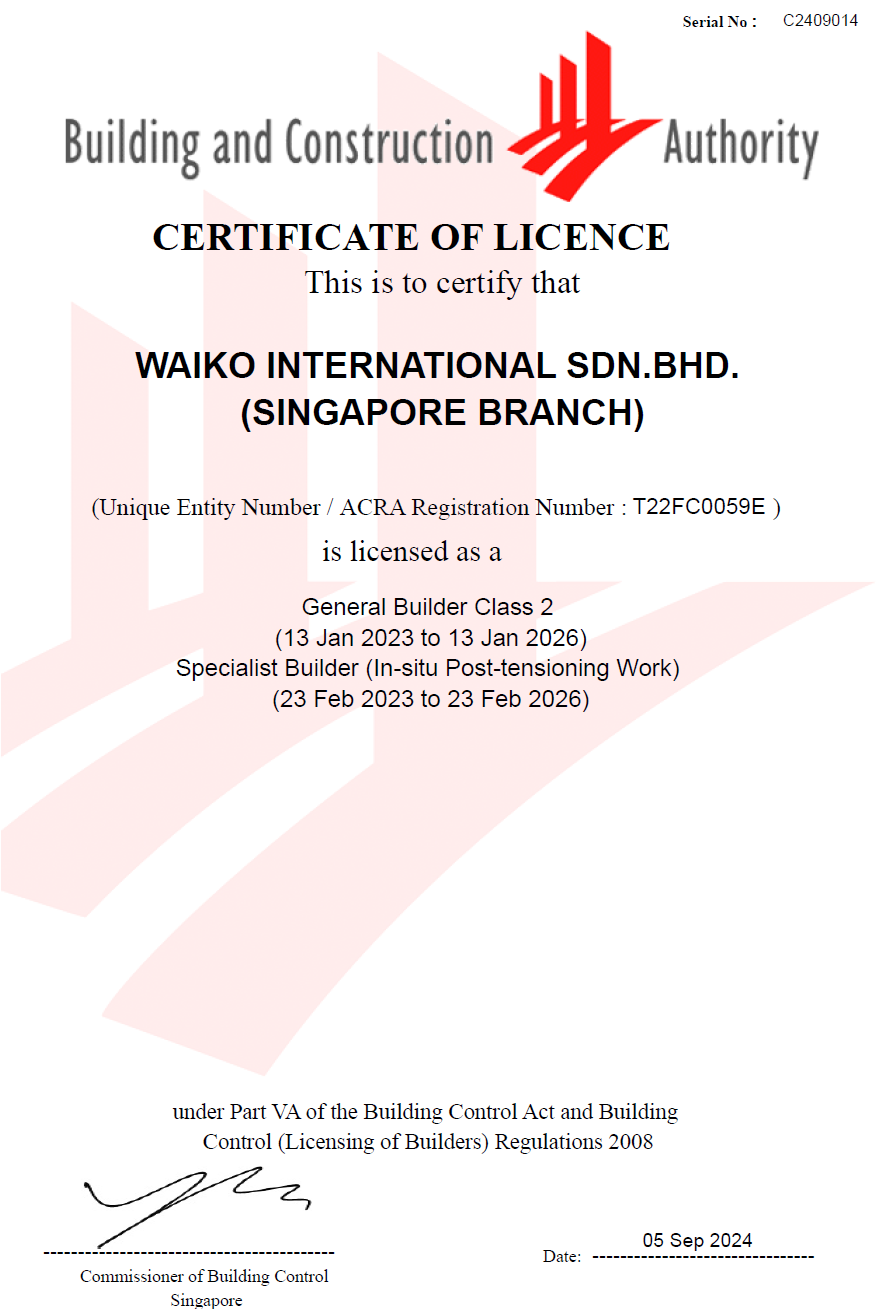 Serial No : C2409014
Building and Construction Authority
CERTIFICATE OF LICENCE
This is to certify that
WAIKO INTERNATIONAL SDN.BHD.
(SINGAPORE BRANCH)
(Unique Entity Number / ACRA Registration Number : T22FC0059E )
is licensed as a
General Builder Class 2
(13 Jan 2023 to 13 Jan 2026)
Specialist Builder (In-situ Post-tensioning Work)
(23 Feb 2023 to 23 Feb 2026)
under Part VA of the Building Control Act and Building
Control (Licensing of Builders) Regulations 2008
05 Sep 2024
Date:
Commissioner of Building Control
Singapore